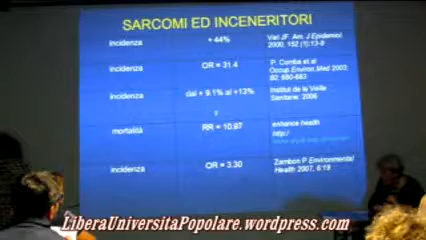 SARCOMI ED INCENERITORI
incidenza + 44% Viel JF. Am. J Epidemiol.
2000, 152 (1):13-9
incidenza OR = 31.4 P. Comba et al
Occup.Environ.Med 2003;
60: 680-683
incidenza dal + 9.1% al +13% Institut de la Veille
Sanitarie. 2006
mortalità RR = 10.97 enhance health
http:/
incidenza OR = 3.30 Zambon P Environmental
Health 2007, 6:19
LiberaUniversitaPopolare.wordpress.com